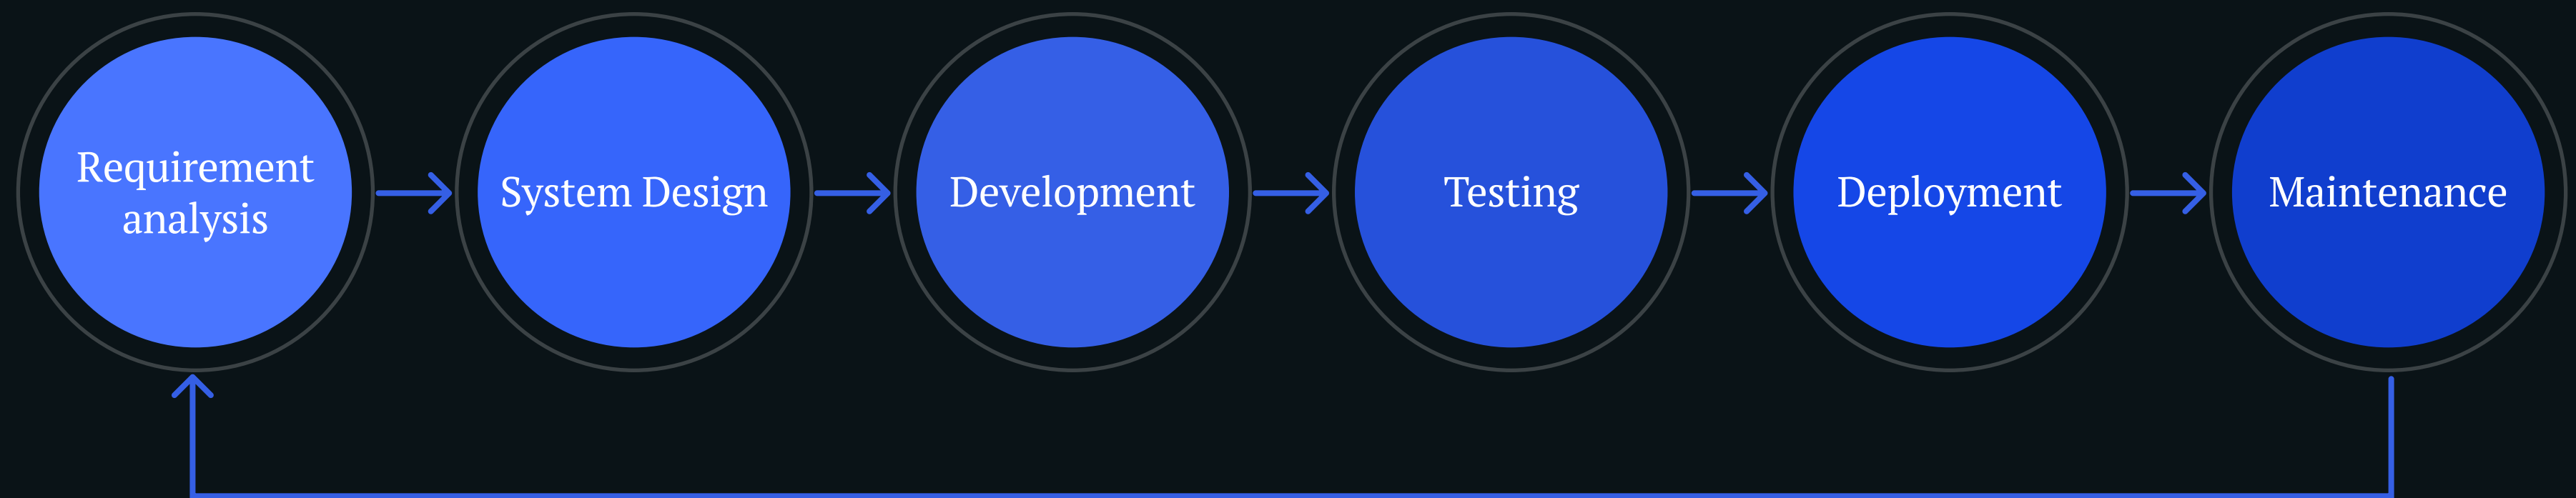 Requirement
analysis
System Design
Development
Testing
Deployment
Maintenance